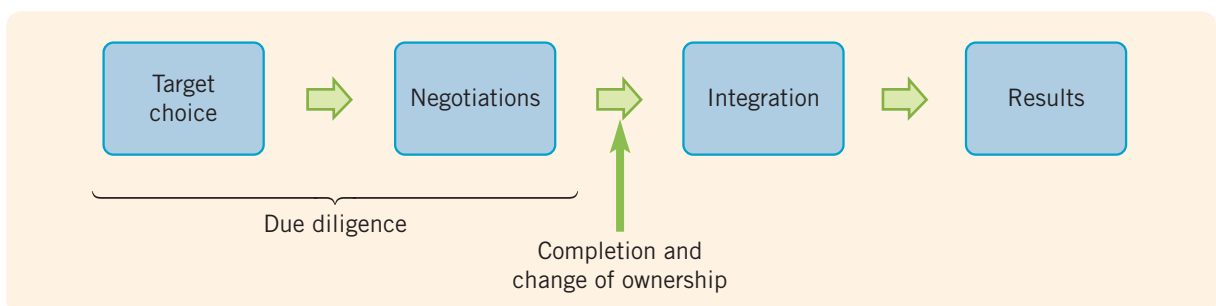 Target
choice
Negotiations
Integration
Results
Due diligence
Completion and
change of ownership